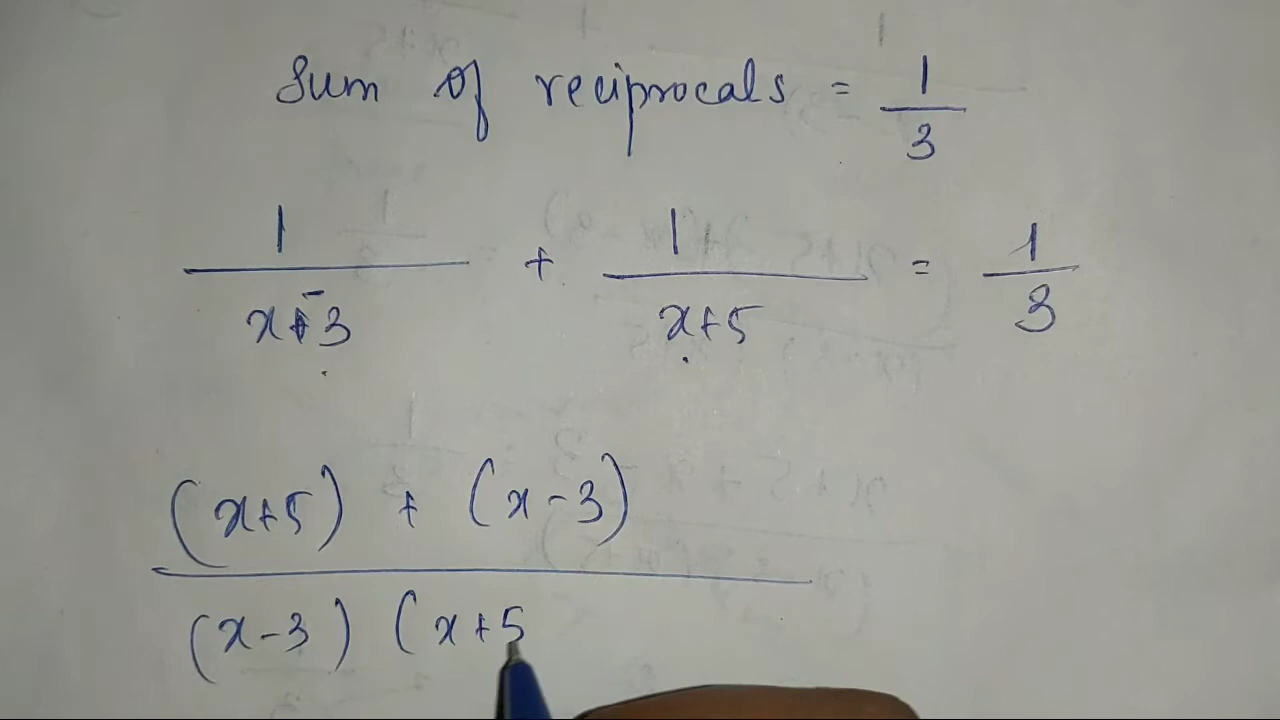 Sum of reciprocals = 1/3
1/(x-3) + 1/(x+5) = 1/3
(x+5) + (x-3)
(x-3) (x+5